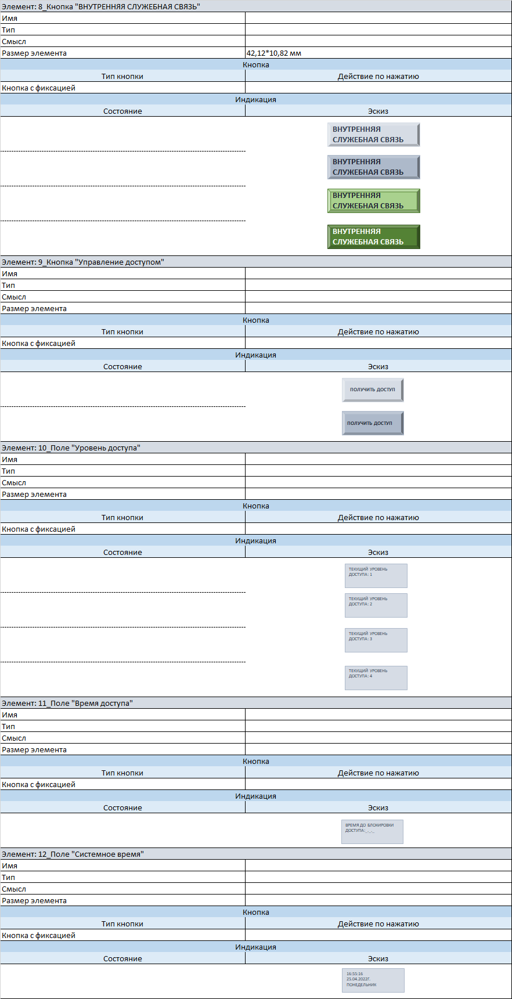 Элемент: 8_Кнопка "ВНУТРЕННЯЯ СЛУЖЕБНАЯ СВЯЗЬ"
Имя
Тип
Смысл
Размер элемента 42,12*10,82 мм
Кнопка
Тип кнопки Действие по нажатию
Кнопка с фиксацией
Индикация
Состояние Эскиз
ВНУТРЕННЯЯ
СЛУЖЕБНАЯ СВЯЗЬ
ВНУТРЕННЯЯ
СЛУЖЕБНАЯ СВЯЗЬ
ВНУТРЕННЯЯ
СЛУЖЕБНАЯ СВЯЗЬ
ВНУТРЕННЯЯ
СЛУЖЕБНАЯ СВЯЗЬ
Элемент: 9_Кнопка "Управление доступом"
Имя
Тип
Смысл
Размер элемента
Кнопка
Тип кнопки Действие по нажатию
Кнопка с фиксацией
Индикация
Состояние Эскиз
ПОЛУЧИТЬ ДОСТУП
ПОЛУЧИТЬ ДОСТУП
Элемент: 10_Поле "Уровень доступа"
Имя
Тип
Смысл
Размер элемента
Кнопка
Тип кнопки Действие по нажатию
Кнопка с фиксацией
Индикация
Состояние Эскиз
ТЕКУЩИЙ УРОВЕНЬ
ДОСТУПА: 1
ТЕКУЩИЙ УРОВЕНЬ
ДОСТУПА: 2
ТЕКУЩИЙ УРОВЕНЬ
ДОСТУПА: 3
ТЕКУЩИЙ УРОВЕНЬ
ДОСТУПА: 4
Элемент: 11_Поле "Время доступа"
Имя
Тип
Смысл
Размер элемента
Кнопка
Тип кнопки Действие по нажатию
Кнопка с фиксацией
Индикация
Состояние Эскиз
ВРЕМЯ ДО БЛОКИРОВКИ
ДОСТУПА:_-_-_
Элемент: 12_Поле "Системное время"
Имя
Тип
Смысл
Размер элемента
Кнопка
Тип кнопки Действие по нажатию
Кнопка с фиксацией
Индикация
Состояние Эскиз
16:55:16
25.04.2022Г.
ПОНЕДЕЛЬНИК